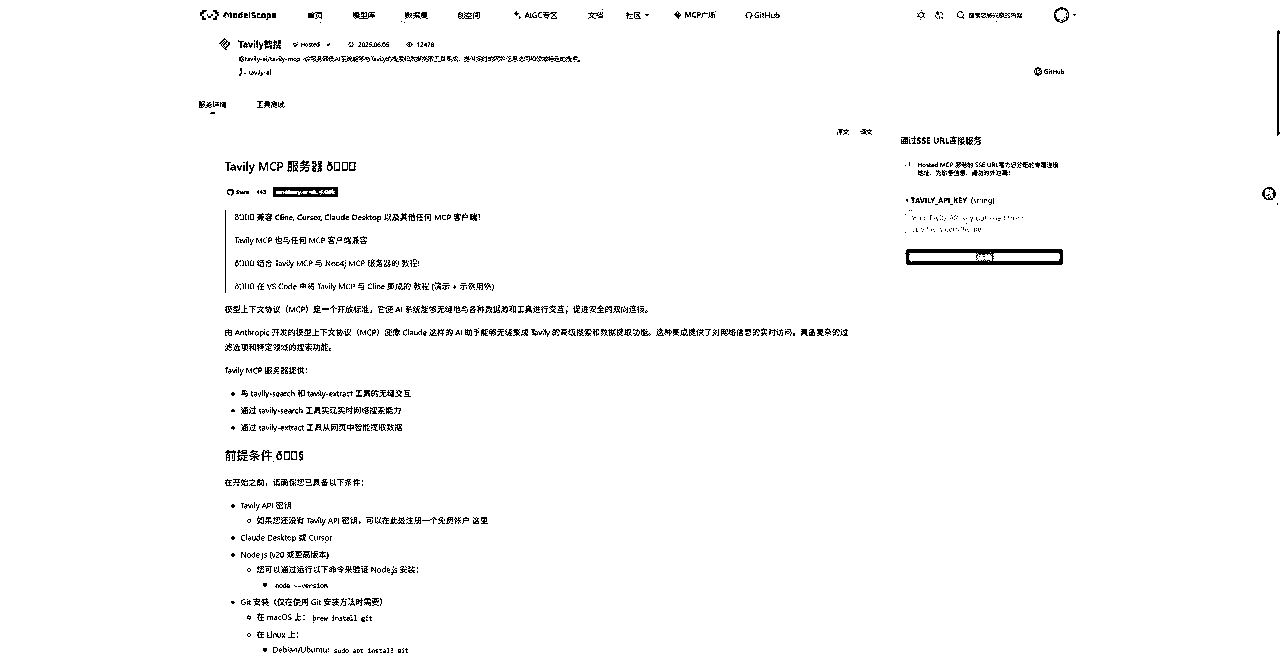 ModelScope 首页 模型库 数据集 创空间 AIGC专区 文档 社区 MCP广场 GitHub
Tavily智搜 Hosted 2025.06.05 12478
tavily-ai
GitHub
服务详情 工具测试
原文 译文
Tavily MCP 服务器 ð
Stars 443
ð 兼容 Cline, Cursor, Claude Desktop 以及其他任何 MCP 客户端!
Tavily MCP 也与任何 MCP 客户端兼容
ð 结合 Tavily MCP 与 Neo4j MCP 服务器的 教程!
ð 在 VS Code 中将 Tavily MCP 与 Cline 集成的 教程 (演示 + 示例用例)
模型上下文协议（MCP）是一个开放标准，它使 AI 系统能够无缝地与各种数据源和工具进行交互，促进安全的双向连接。
由 Anthropic 开发的模型上下文协议（MCP）使像 Claude 这样的 AI 助手能够无缝集成 Tavily 的高级搜索和数据提取功能。这种集成提供了对网络信息的实时访问，具备复杂的过
滤选项和特定领域的搜索功能。
Tavily MCP 服务器提供：
与 tavily-search 和 tavily-extract 工具的无缝交互
通过 tavily-search 工具实现实时网络搜索能力
通过 tavily-extract 工具从网页中智能提取数据
前提条件 ð§
在开始之前，请确保您已具备以下条件：
Tavily API 密钥
如果您还没有 Tavily API 密钥，可以在此处注册一个免费帐户 这里
Claude Desktop 或 Cursor
Node.js (v20 或更高版本)
您可以通过运行以下命令来验证 Node.js 安装：
node --version
Git 安装（仅在使用 Git 安装方法时需要）
在 macOS 上： brew install git
在 Linux 上：
Debian/Ubuntu: sudo apt install git
通过SSE URL连接服务
Hosted MCP 服务的 SSE URL
* TAVILY_API_KEY (string)